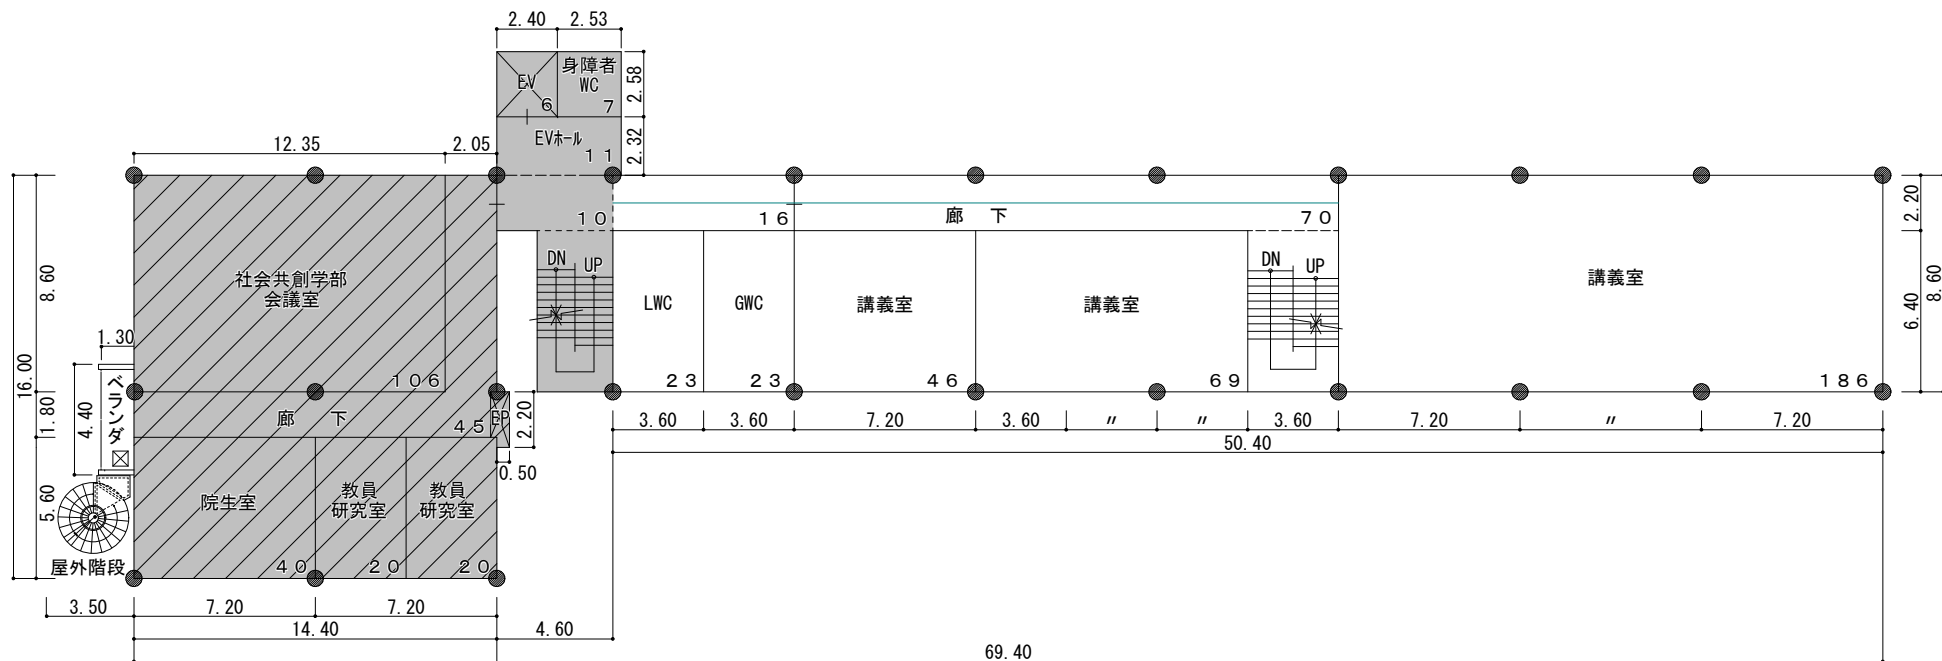 2.40
2.53
EV
6
身障者
WC
7
2.58
EVホール
11
2.32
12.35
2.05
10
16
廊 下
70
2.20
社会共創学部
会議室
106
8.60
16.00
DN
UP
LWC
23
GWC
23
講義室
46
講義室
69
DN
UP
講義室
186
6.40
8.60
1.30
ベランダ
4.40
1.80
廊 下
45
EP
2.20
0.50
3.60
3.60
7.20
3.60
〃
〃
3.60
7.20
〃
7.20
50.40
5.60
院生室
40
教員
研究室
20
教員
研究室
20
屋外階段
3.50
7.20
7.20
14.40
4.60
69.40